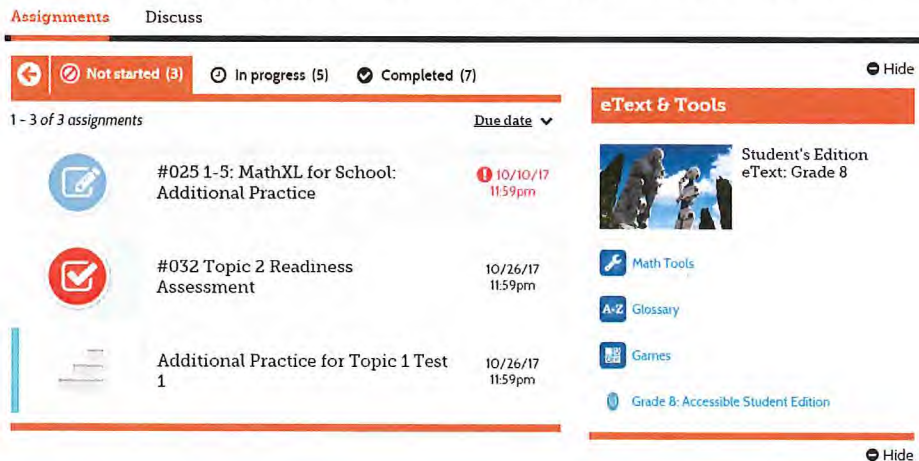 Assignments
Discuss
Not started (3)
In progress (5)
Completed (7)
Hide
1 - 3 of 3 assignments
Due date
#025 1-5: MathXL for School:
Additional Practice
10/10/17
11:59pm
#032 Topic 2 Readiness
Assessment
10/26/17
11:59pm
Additional Practice for Topic 1 Test
1
10/26/17
11:59pm
eText & Tools
Student's Edition
eText: Grade 8
Math Tools
A-Z Glossary
Games
Grade 8: Accessible Student Edition
Hide